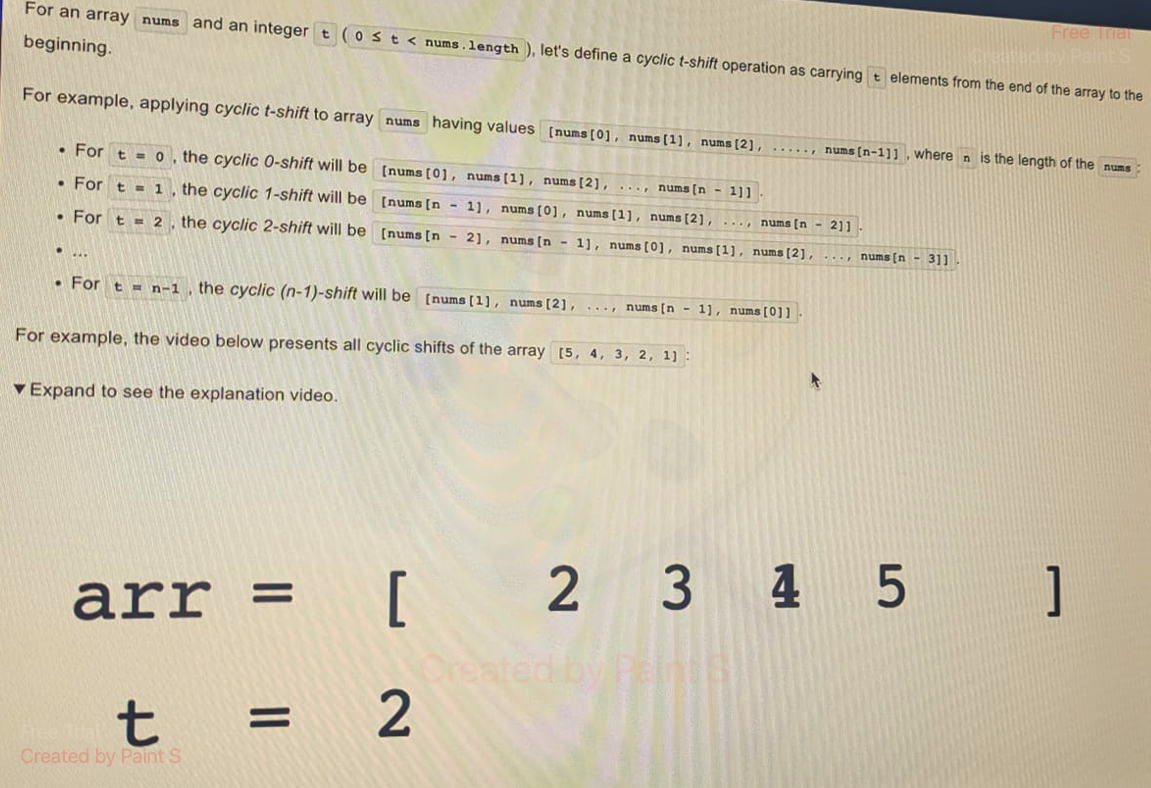 For an array nums and an integer t ( 0 ≤ t < nums.length ), let's define a cyclic t-shift operation as carrying t elements from the end of the array to the
beginning.
For example, applying cyclic t-shift to array nums having values [nums[0], nums[1], nums[2], ....., nums[n-1]] , where n is the length of the nums :
• For t = 0 , the cyclic 0-shift will be [nums[0], nums[1], nums[2], ..., nums[n - 1]] .
• For t = 1 , the cyclic 1-shift will be [nums[n - 1], nums[0], nums[1], nums[2], ..., nums[n - 2]] .
• For t = 2 , the cyclic 2-shift will be [nums[n - 2], nums[n - 1], nums[0], nums[1], nums[2], ..., nums[n - 3]] .
• ...
• For t = n-1 , the cyclic (n-1)-shift will be [nums[1], nums[2], ..., nums[n - 1], nums[0]] .
For example, the video below presents all cyclic shifts of the array [5, 4, 3, 2, 1] :
▼ Expand to see the explanation video.
arr = [ 2 3 5 ]
t = 2
Free Trial
Created by Paint S
Created by Paint S
Free Trial
Created by Paint S